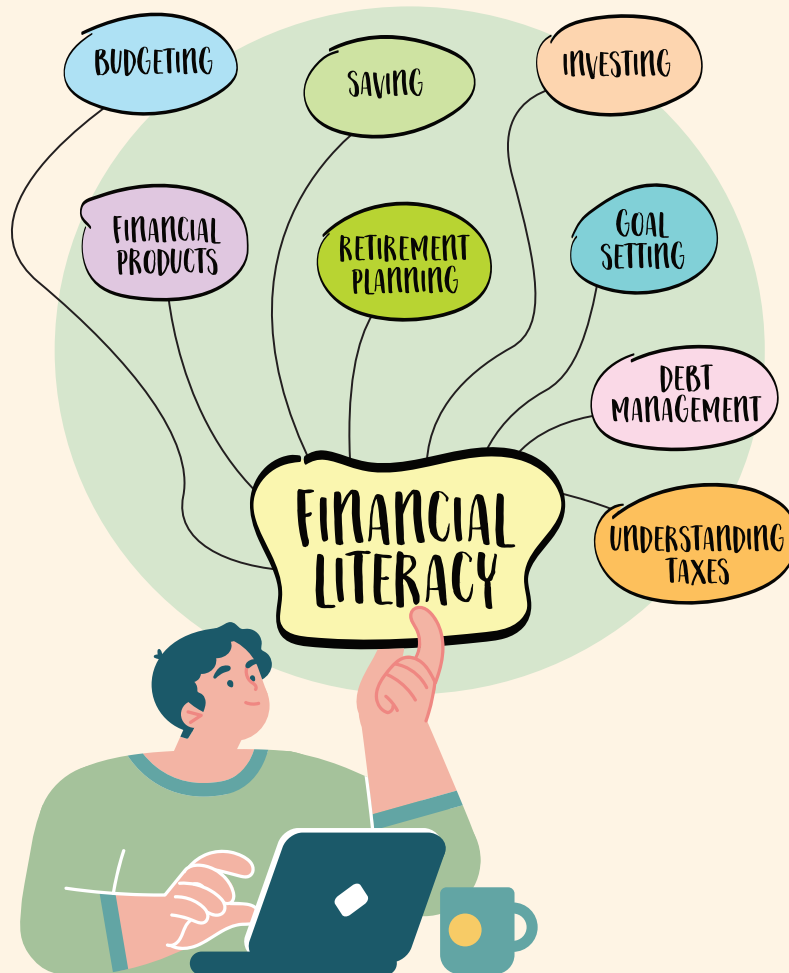 BUDGETING
SAVING
INVESTING
FINANCIAL
PRODUCTS
RETIREMENT
PLANNING
GOAL
SETTING
DEBT
MANAGEMENT
UNDERSTANDING
TAXES
FINANCIAL
LITERACY